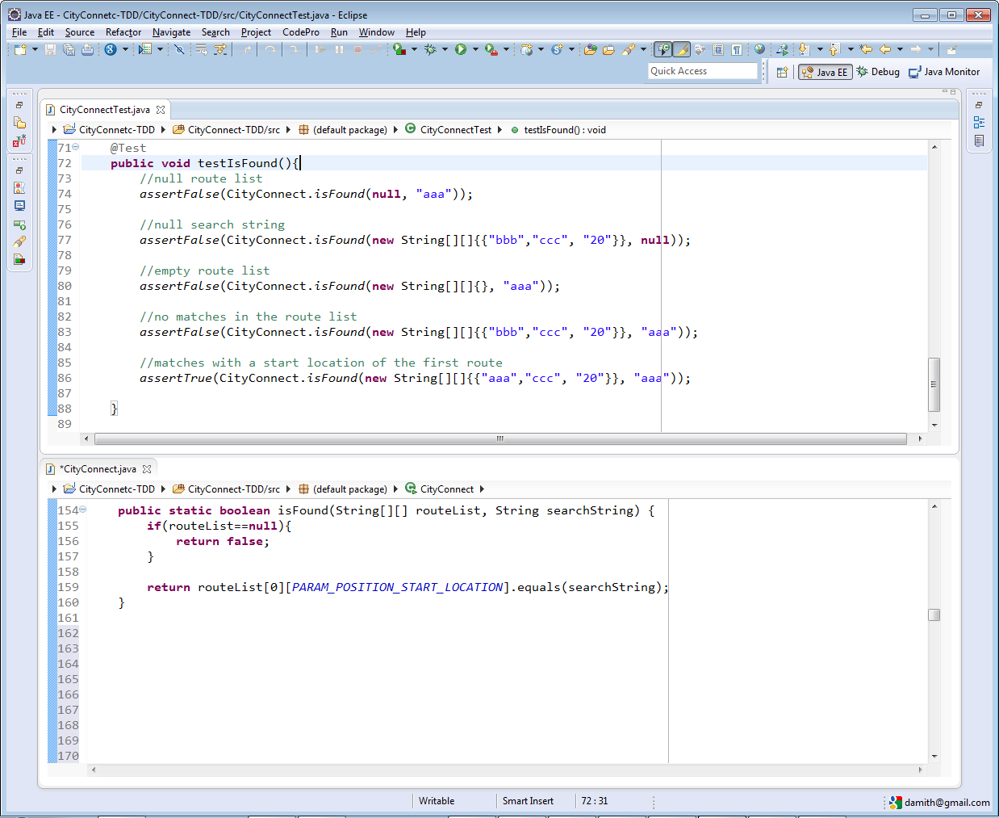 Java EE - CityConnetc-TDD/CityConnect-TDD/src/CityConnectTest.java - Eclipse
File Edit Source Refactor Navigate Search Project CodePro Run Window Help
Quick Access
Java EE Debug Java Monitor
CityConnectTest.java
CityConnetc-TDD CityConnect-TDD/src (default package) CityConnectTest testIsFound() : void
71 @Test
72 public void testIsFound(){
73 //null route list
74 assertFalse(CityConnect.isFound(null, "aaa"));
75
76 //null search string
77 assertFalse(CityConnect.isFound(new String[][]{{"bbb","ccc", "20"}}, null));
78
79 //empty route list
80 assertFalse(CityConnect.isFound(new String[][]{}, "aaa"));
81
82 //no matches in the route list
83 assertFalse(CityConnect.isFound(new String[][]{{"bbb","ccc", "20"}}, "aaa"));
84
85 //matches with a start location of the first route
86 assertTrue(CityConnect.isFound(new String[][]{{"aaa","ccc", "20"}}, "aaa"));
87
88 }
89
*CityConnect.java
CityConnetc-TDD CityConnect-TDD/src (default package) CityConnect
154 public static boolean isFound(String[][] routeList, String searchString) {
155 if(routeList==null){
156 return false;
157 }
158
159 return routeList[0][PARAM_POSITION_START_LOCATION].equals(searchString);
160 }
161
162
163
164
165
166
167
168
169
170
Writable Smart Insert 72 : 31 damith@gmail.com